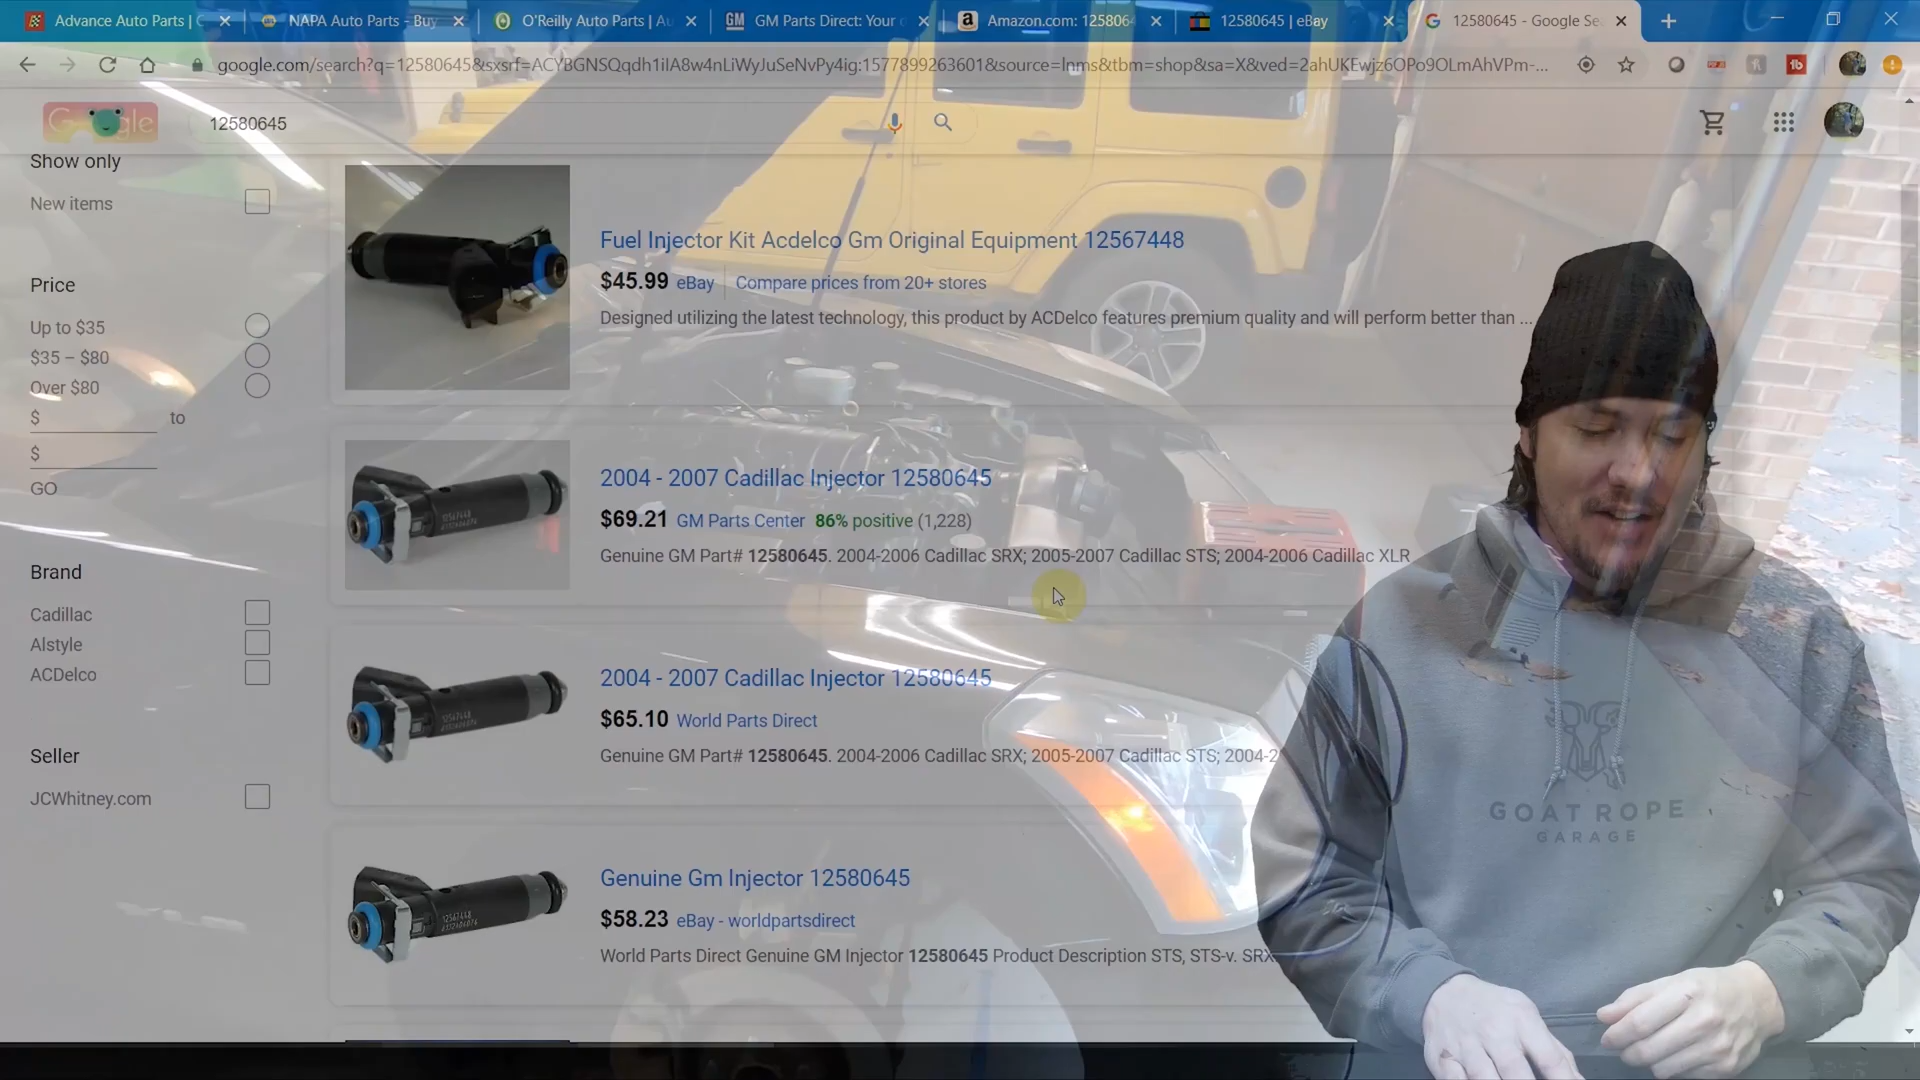 Advance Auto Parts | C
NAPA Auto Parts - Buy
O'Reilly Auto Parts | Au
GM Parts Direct: Your
Amazon.com: 125806
12580645 | eBay
12580645 - Google Sea
google.com/search?q=12580645&sxsrf=ACYBGNSQqdh1iIA8w4nLiWyJuSeNvPy4ig:1577899263601&source=lnms&tbm=shop&sa=X&ved=2ahUKEwjz6OPo9OLmAhVPm-...
Google
12580645
Show only
New items
Price
Up to $35
$35 – $80
Over $80
$ to
$
GO
Brand
Cadillac
Alstyle
ACDelco
Seller
JCWhitney.com
Fuel Injector Kit Acdelco Gm Original Equipment 12567448
$45.99 eBay Compare prices from 20+ stores
Designed utilizing the latest technology, this product by ACDelco features premium quality and will perform better than ...
2004 - 2007 Cadillac Injector 12580645
$69.21 GM Parts Center 86% positive (1,228)
Genuine GM Part# 12580645. 2004-2006 Cadillac SRX; 2005-2007 Cadillac STS; 2004-2006 Cadillac XLR
2004 - 2007 Cadillac Injector 12580645
$65.10 World Parts Direct
Genuine GM Part# 12580645. 2004-2006 Cadillac SRX; 2005-2007 Cadillac STS; 2004-2
Genuine Gm Injector 12580645
$58.23 eBay - worldpartsdirect
World Parts Direct Genuine GM Injector 12580645 Product Description STS, STS-v. SRX
GOAT ROPE
GARAGE